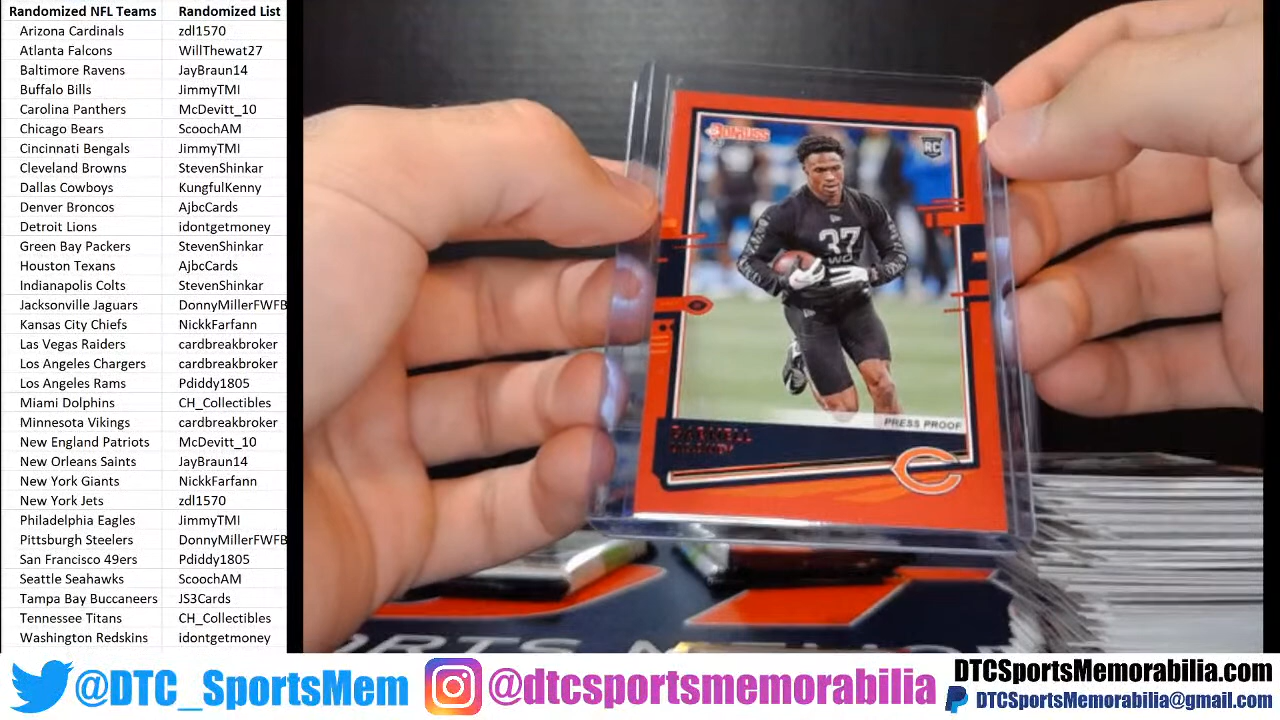 Randomized NFL Teams Randomized List
Arizona Cardinals zdl1570
Atlanta Falcons WillThewat27
Baltimore Ravens JayBraun14
Buffalo Bills JimmyTMI
Carolina Panthers McDevitt_10
Chicago Bears ScoochAM
Cincinnati Bengals JimmyTMI
Cleveland Browns StevenShinkar
Dallas Cowboys KungfulKenny
Denver Broncos AjbcCards
Detroit Lions idontgetmoney
Green Bay Packers StevenShinkar
Houston Texans AjbcCards
Indianapolis Colts StevenShinkar
Jacksonville Jaguars DonnyMillerFWFB
Kansas City Chiefs NickkFarfann
Las Vegas Raiders cardbreakbroker
Los Angeles Chargers cardbreakbroker
Los Angeles Rams Pdiddy1805
Miami Dolphins CH_Collectibles
Minnesota Vikings cardbreakbroker
New England Patriots McDevitt_10
New Orleans Saints JayBraun14
New York Giants NickkFarfann
New York Jets zdl1570
Philadelphia Eagles JimmyTMI
Pittsburgh Steelers DonnyMillerFWFB
San Francisco 49ers Pdiddy1805
Seattle Seahawks ScoochAM
Tampa Bay Buccaneers JS3Cards
Tennessee Titans CH_Collectibles
Washington Redskins idontgetmoney
DONRUSS
RC
37
WO
PRESS PROOF
DARNELL
C
@DTC_SportsMem
@dtcsportsmemorabilia
DTCSportsMemorabilia.com
DTCSportsMemorabilia@gmail.com